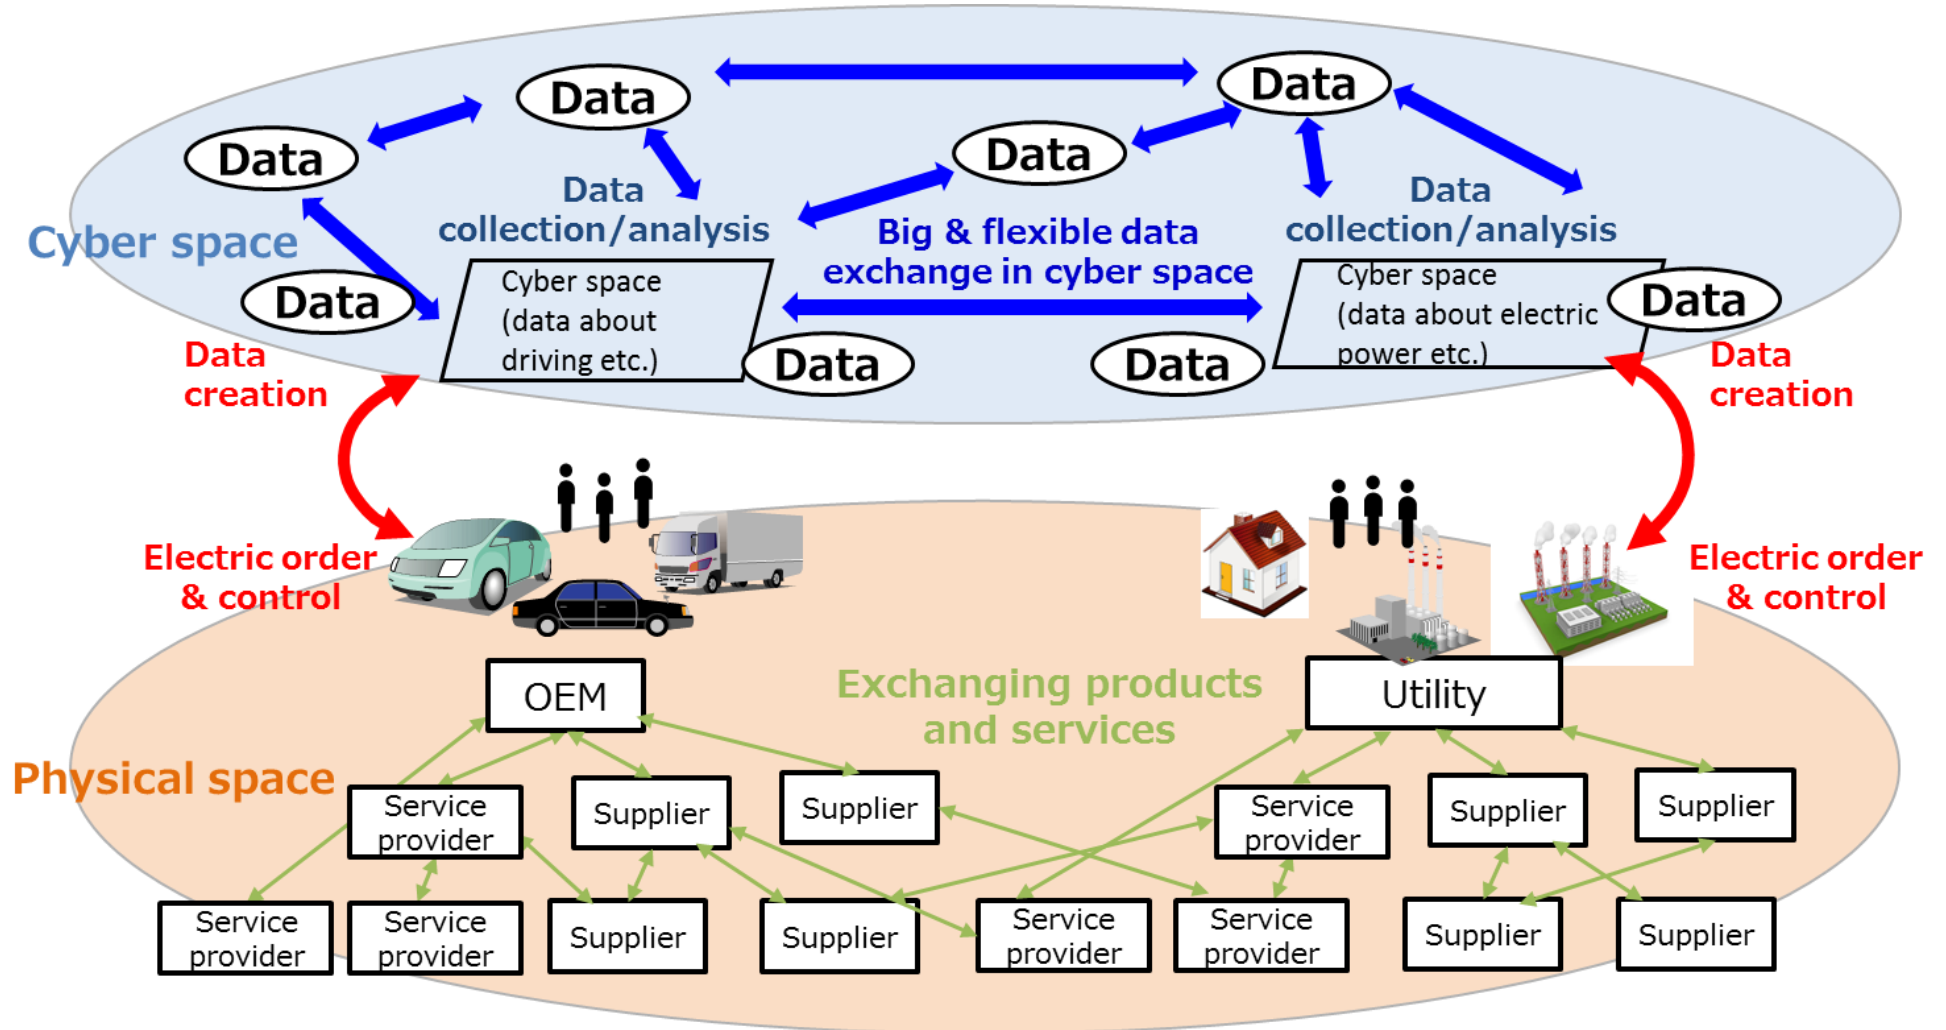 Data
Data
Data
Data
Data
collection/analysis
Data
collection/analysis
Cyber space
Big & flexible data
exchange in cyber space
Data
Cyber space
(data about
driving etc.)
Cyber space
(data about electric
power etc.)
Data
Data
Data
Data
creation
Data
creation
Electric order
& control
Electric order
& control
OEM
Exchanging products
and services
Utility
Physical space
Service
provider
Supplier
Supplier
Service
provider
Supplier
Supplier
Service
provider
Service
provider
Supplier
Supplier
Service
provider
Service
provider
Supplier
Supplier